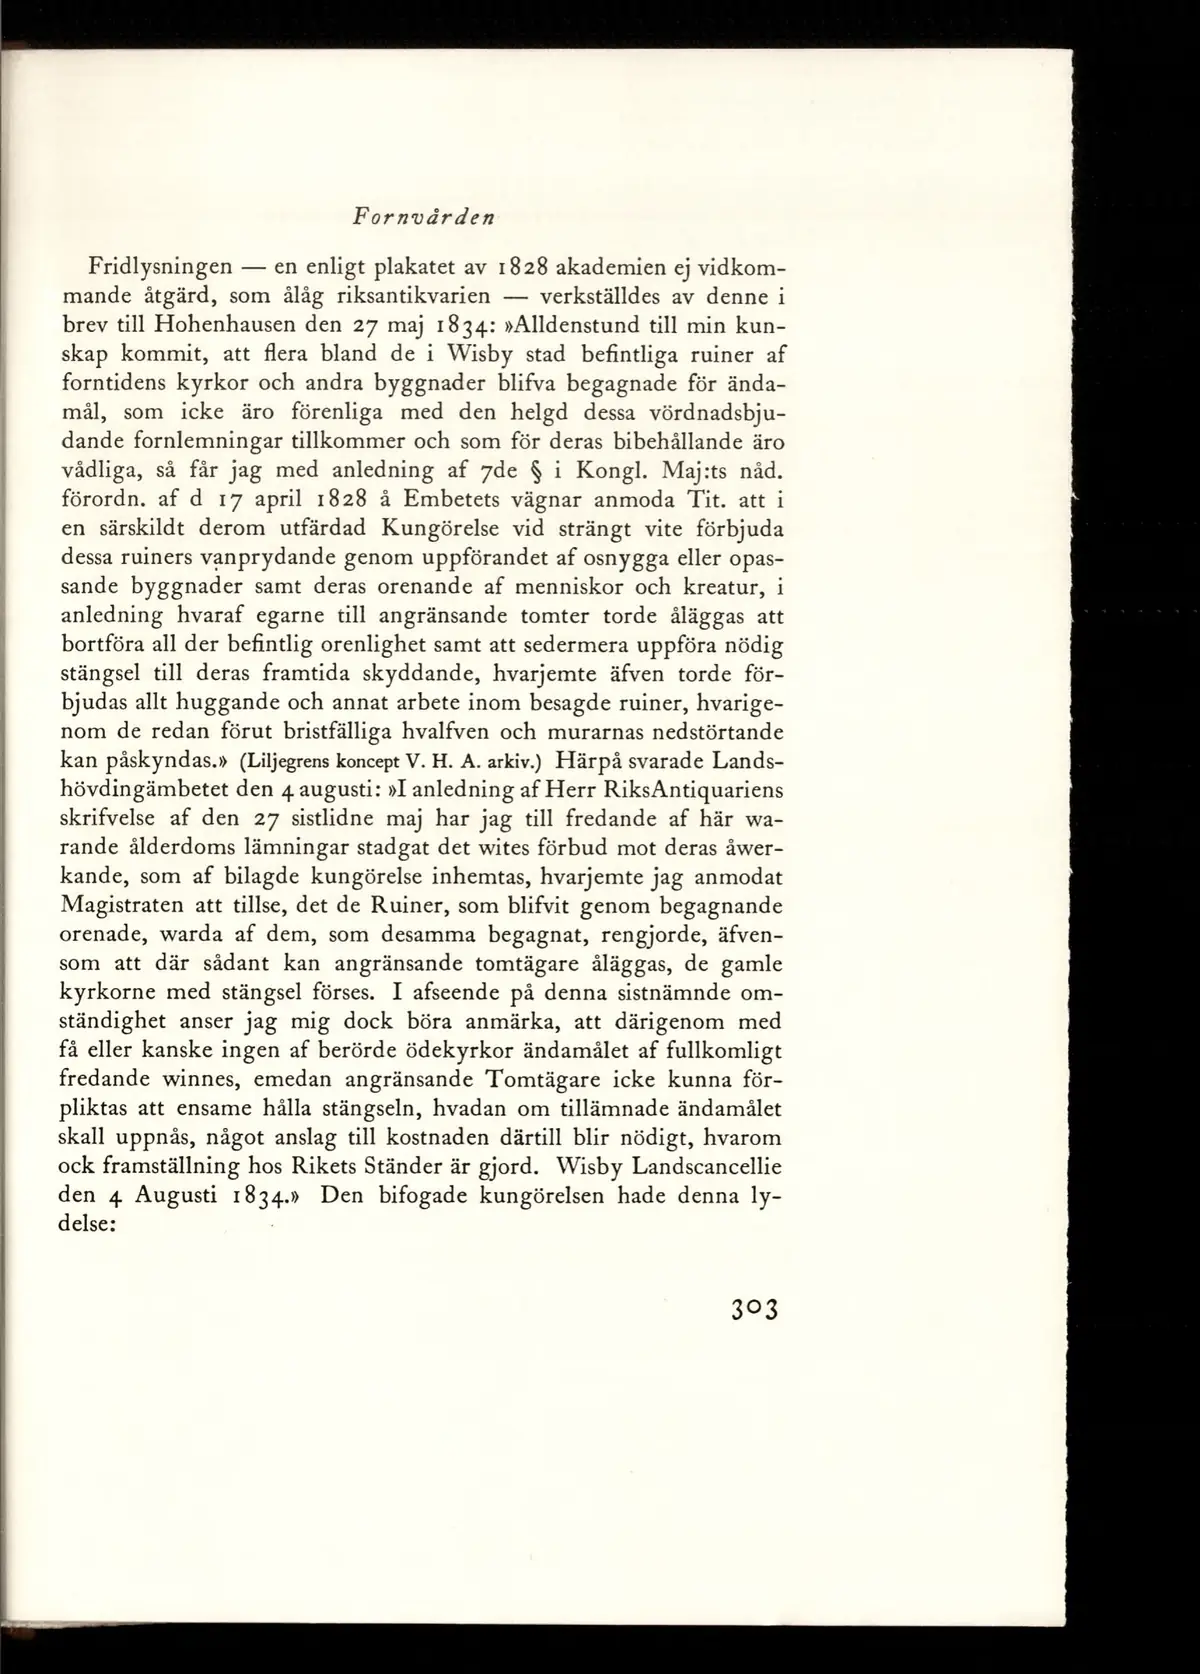 Fornvården
Fridlysningen — en enligt plakatet av 1828 akademien ej vidkom-
mande åtgärd, som ålåg riksantikvarien — verkställdes av denne i
brev till Hohenhausen den 27 maj 1834: »Alldenstund till min kun-
skap kommit, att flera bland de i Wisby stad befintliga ruiner af
forntidens kyrkor och andra byggnader blifva begagnade för ända-
mål, som icke äro förenliga med den helgd dessa vördnadsbju-
dande fornlemningar tillkommer och som för deras bibehållande äro
vådliga, så får jag med anledning af 7de § i Kongl. Maj:ts nåd.
förordn. af d 17 april 1828 å Embetets vägnar anmoda Tit. att i
en särskildt derom utfärdad Kungörelse vid strängt vite förbjuda
dessa ruiners vanprydande genom uppförandet af osnygga eller opas-
sande byggnader samt deras orenande af menniskor och kreatur, i
anledning hvaraf egarne till angränsande tomter torde åläggas att
bortföra all der befintlig orenlighet samt att sedermera uppföra nödig
stängsel till deras framtida skyddande, hvarjemte äfven torde för-
bjudas allt huggande och annat arbete inom besagde ruiner, hvarige-
nom de redan förut bristfälliga hvalfven och murarnas nedstörtande
kan påskyndas.» (Liljegrens koncept V. H. A. arkiv.) Härpå svarade Lands-
hövdingämbetet den 4 augusti: »I anledning af Herr RiksAntiquariens
skrifvelse af den 27 sistlidne maj har jag till fredande af här wa-
rande ålderdoms lämningar stadgat det wites förbud mot deras åwer-
kande, som af bilagde kungörelse inhemtas, hvarjemte jag anmodat
Magistraten att tillse, det de Ruiner, som blifvit genom begagnande
orenade, warda af dem, som desamma begagnat, rengjorde, äfven-
som att där sådant kan angränsande tomtägare åläggas, de gamle
kyrkorne med stängsel förses. I afseende på denna sistnämnde om-
ständighet anser jag mig dock böra anmärka, att därigenom med
få eller kanske ingen af berörde ödekyrkor ändamålet af fullkomligt
fredande winnes, emedan angränsande Tomtägare icke kunna för-
pliktas att ensame hålla stängseln, hvadan om tillämnade ändamålet
skall uppnås, något anslag till kostnaden därtill blir nödigt, hvarom
ock framställning hos Rikets Ständer är gjord. Wisby Landscancellie
den 4 Augusti 1834.» Den bifogade kungörelsen hade denna ly-
delse:
303